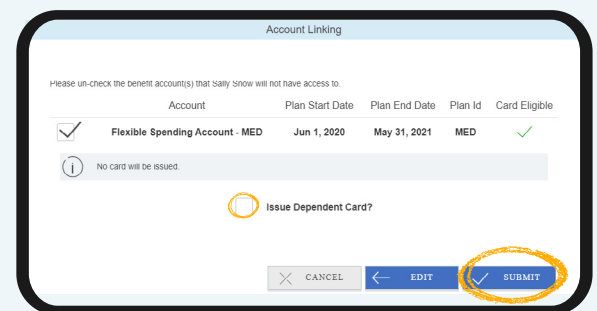 Account Linking
Please un-check the benefit account(s) that Sally Snow will not have access to.
Account Plan Start Date Plan End Date Plan Id Card Eligible
Flexible Spending Account - MED Jun 1, 2020 May 31, 2021 MED
i No card will be issued.
Issue Dependent Card?
CANCEL EDIT SUBMIT